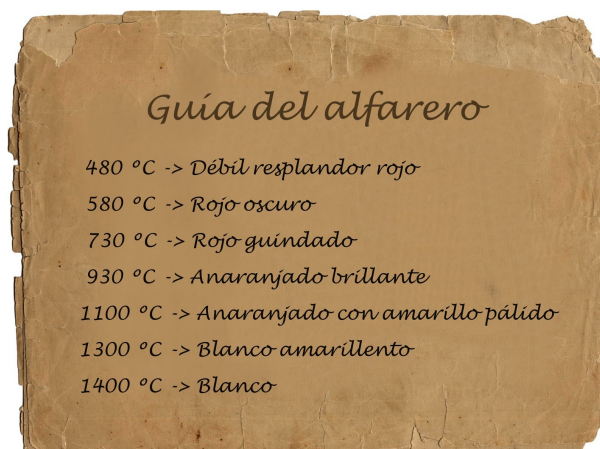 Guía del alfarero
480 ºC -> Débil resplandor rojo
580 ºC -> Rojo oscuro
730 ºC -> Rojo guindado
930 ºC -> Anaranjado brillante
1100 ºC -> Anaranjado con amarillo pálido
1300 ºC -> Blanco amarillento
1400 ºC -> Blanco